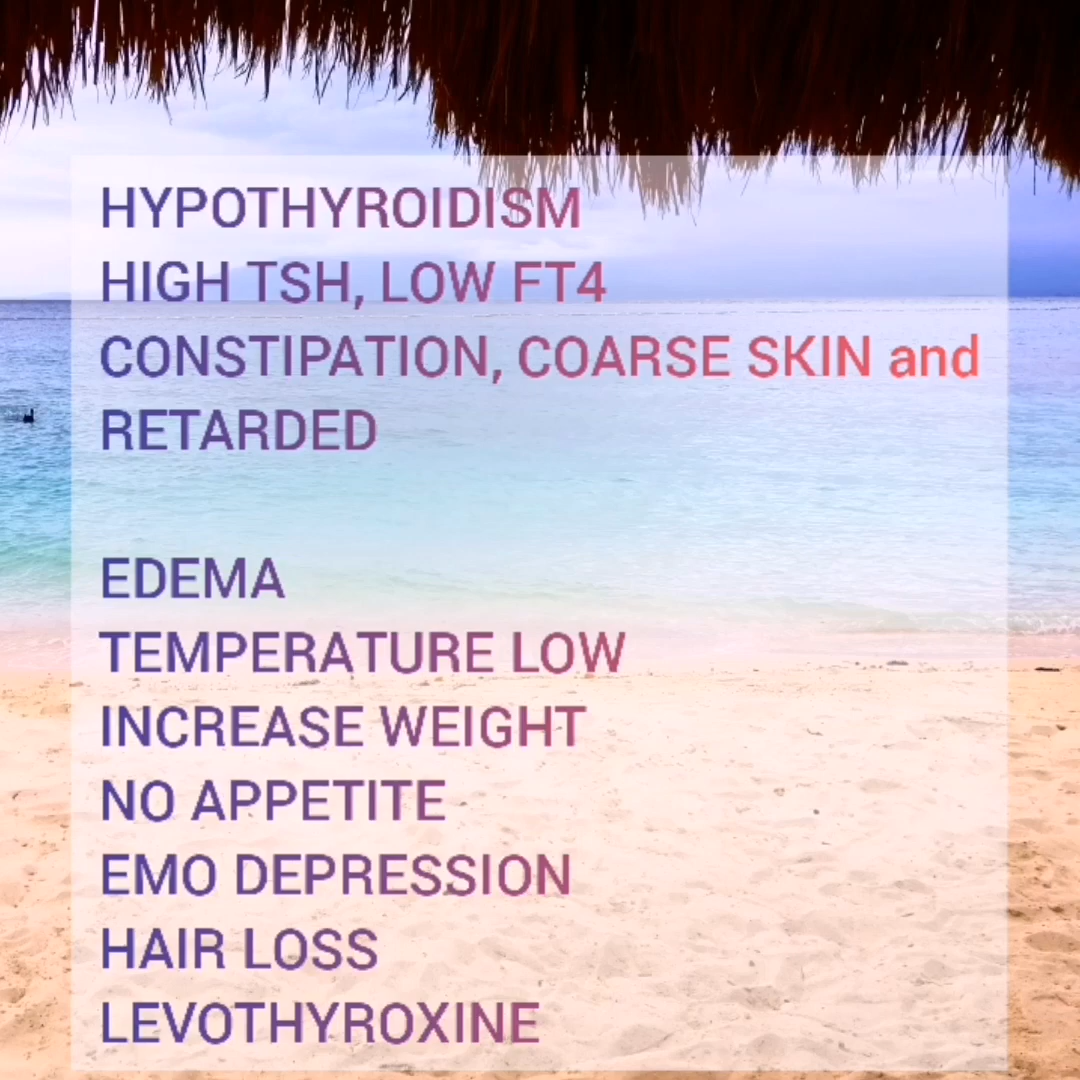 HYPOTHYROIDISM
HIGH TSH, LOW FT4
CONSTIPATION, COARSE SKIN and
RETARDED
EDEMA
TEMPERATURE LOW
INCREASE WEIGHT
NO APPETITE
EMO DEPRESSION
HAIR LOSS
LEVOTHYROXINE